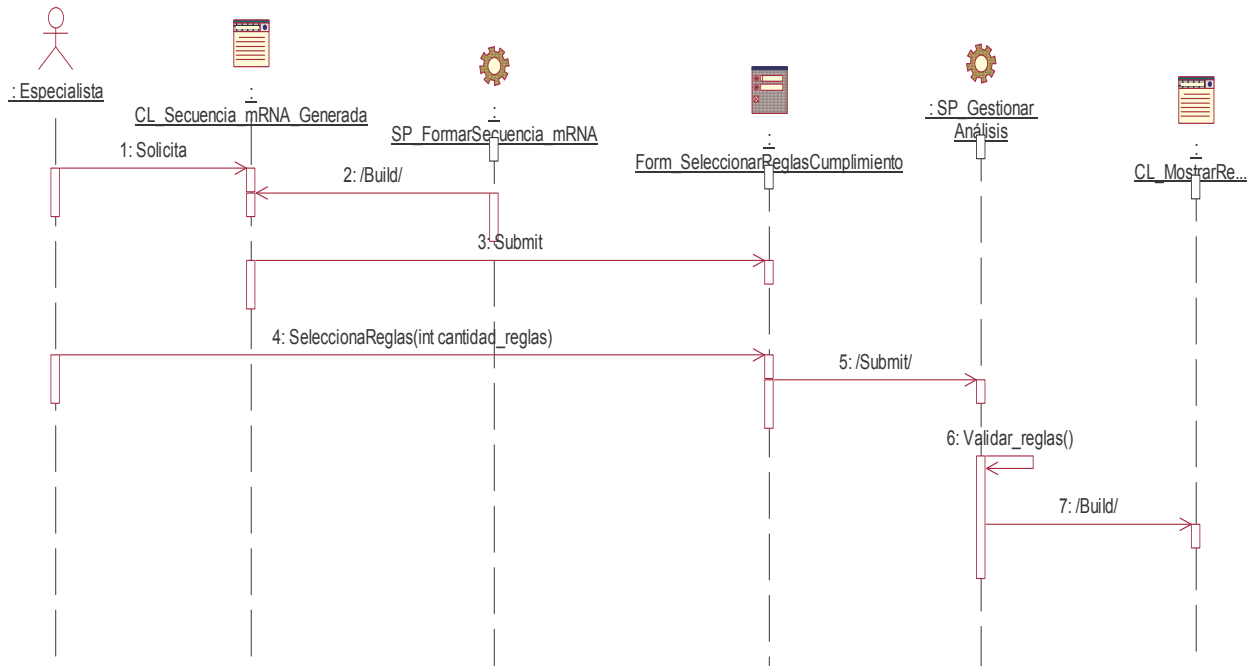 : Especialista
:
CL_Secuencia_mRNA_Generada
:
SP_FormarSecuencia_mRNA
:
Form_SeleccionarReglasCumplimiento
: SP_Gestionar
Análisis
:
CL_MostrarRe...
1: Solicita
2: /Build/
3: Submit
4: SeleccionaReglas(int cantidad_reglas)
5: /Submit/
6: Validar_reglas()
7: /Build/